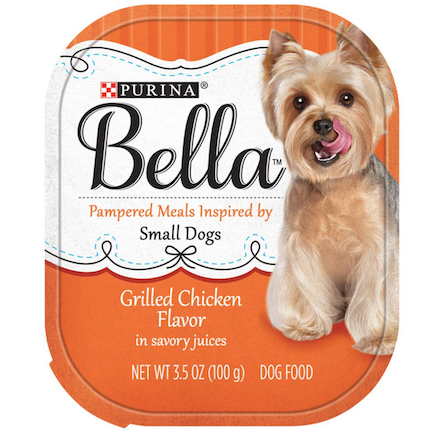 PURINA®
Bella™
Pampered Meals Inspired by
Small Dogs
Grilled Chicken
Flavor
in savory juices
NET WT 3.5 OZ (100 g) DOG FOOD